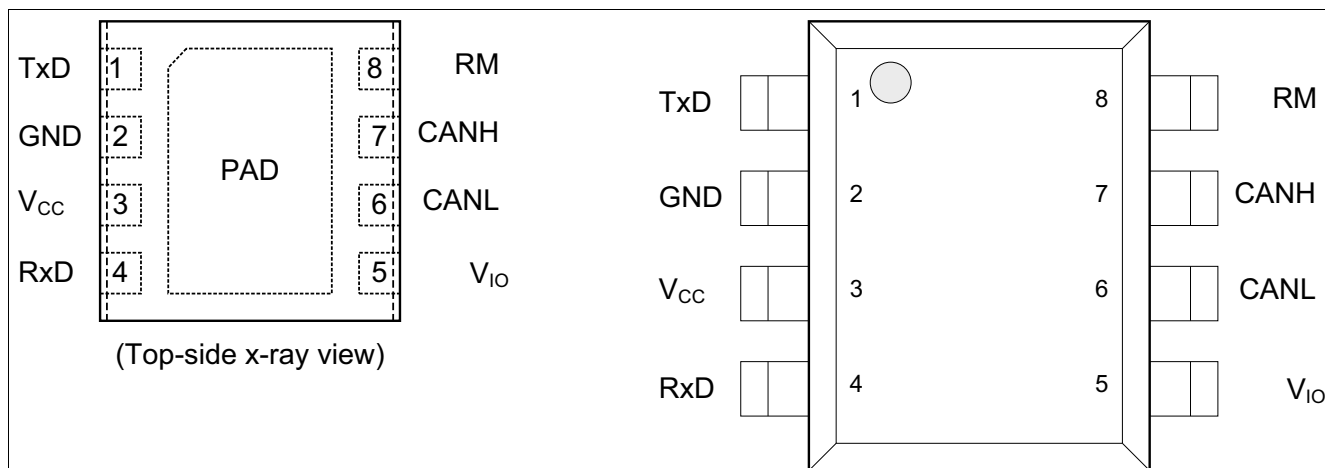 TxD 1 8 RM
GND 2 7 CANH
PAD
VCC 3 6 CANL
RxD 4 5 VIO
(Top-side x-ray view)
TxD 1 8 RM
GND 2 7 CANH
VCC 3 6 CANL
RxD 4 5 VIO